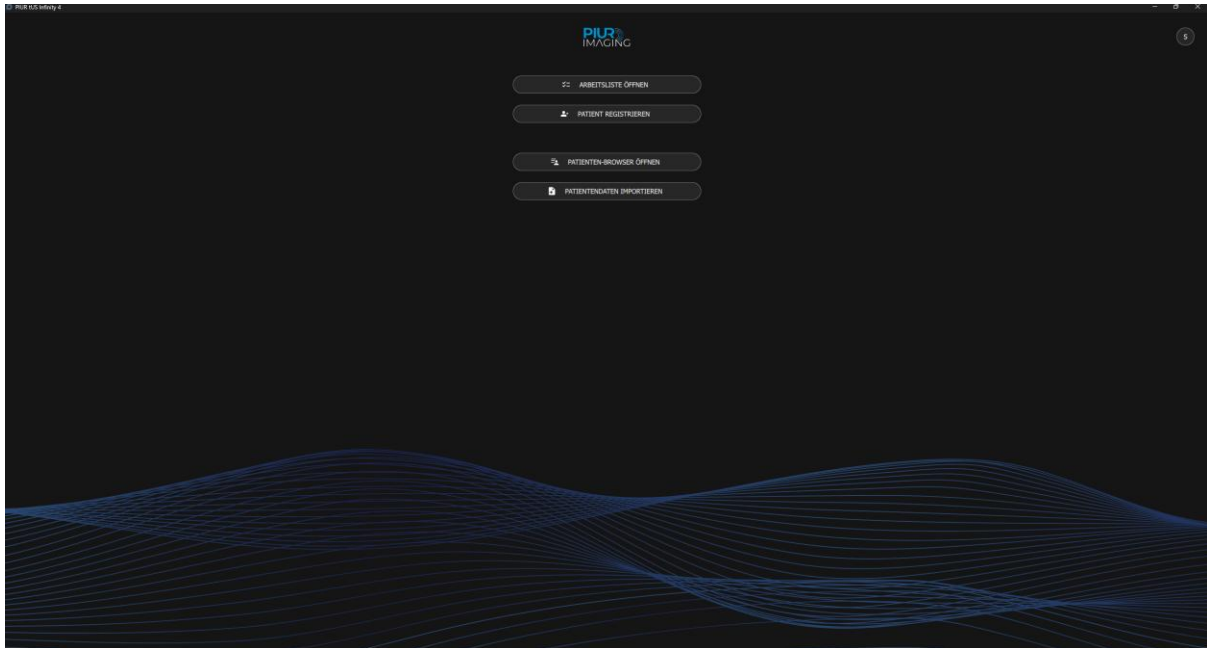 PIUR tUS Infinity 4
PIUR
IMAGING
S
ARBEITSLISTE ÖFFNEN
PATIENT REGISTRIEREN
PATIENTEN-BROWSER ÖFFNEN
PATIENTENDATEN IMPORTIEREN